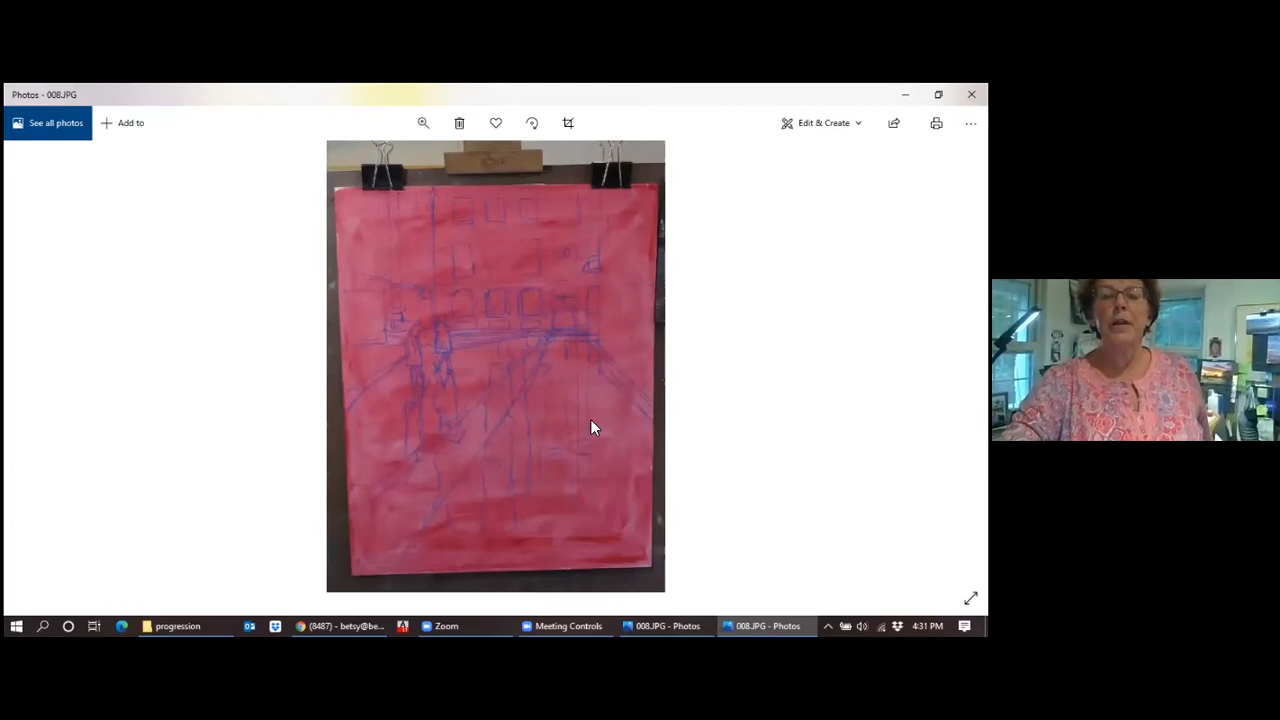 Photos - 008.JPG
See all photos
Add to
Edit & Create
progression
(8487) - betsy@be...
Zoom
Meeting Controls
008.JPG - Photos
008.JPG - Photos
4:31 PM